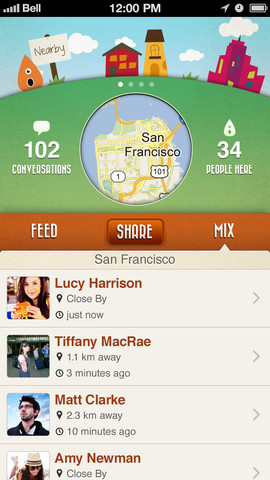 Bell 12:00 PM
Nearby
San
Francisco
1
101
102
CONVERSATIONS
34
PEOPLE HERE
FEED
SHARE
MIX
San Francisco
Lucy Harrison
Close By
just now
Tiffany MacRae
1.1 km away
3 minutes ago
Matt Clarke
2.3 km away
10 minutes ago
Amy Newman
Close By